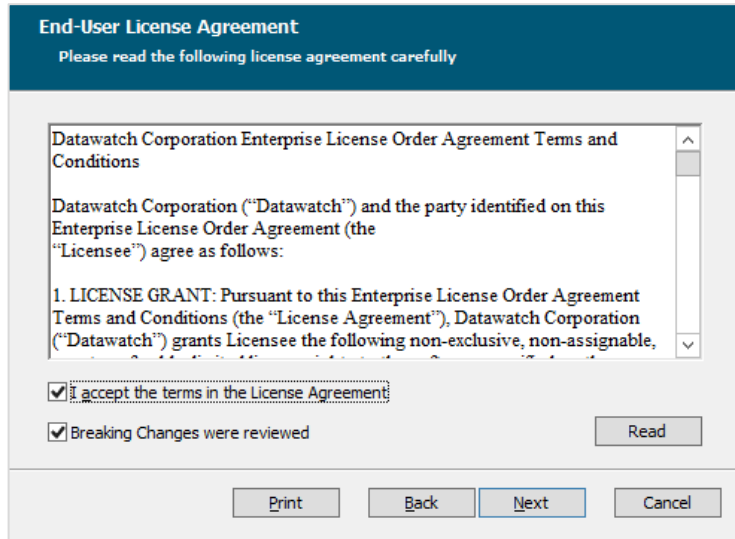 End-User License Agreement
Please read the following license agreement carefully
Datawatch Corporation Enterprise License Order Agreement Terms and
Conditions
Datawatch Corporation (“Datawatch”) and the party identified on this
Enterprise License Order Agreement (the
“Licensee”) agree as follows:
1. LICENSE GRANT: Pursuant to this Enterprise License Order Agreement
Terms and Conditions (the “License Agreement”), Datawatch Corporation
(“Datawatch”) grants Licensee the following non-exclusive, non-assignable,
I accept the terms in the License Agreement
Breaking Changes were reviewed
Read
Print
Back
Next
Cancel